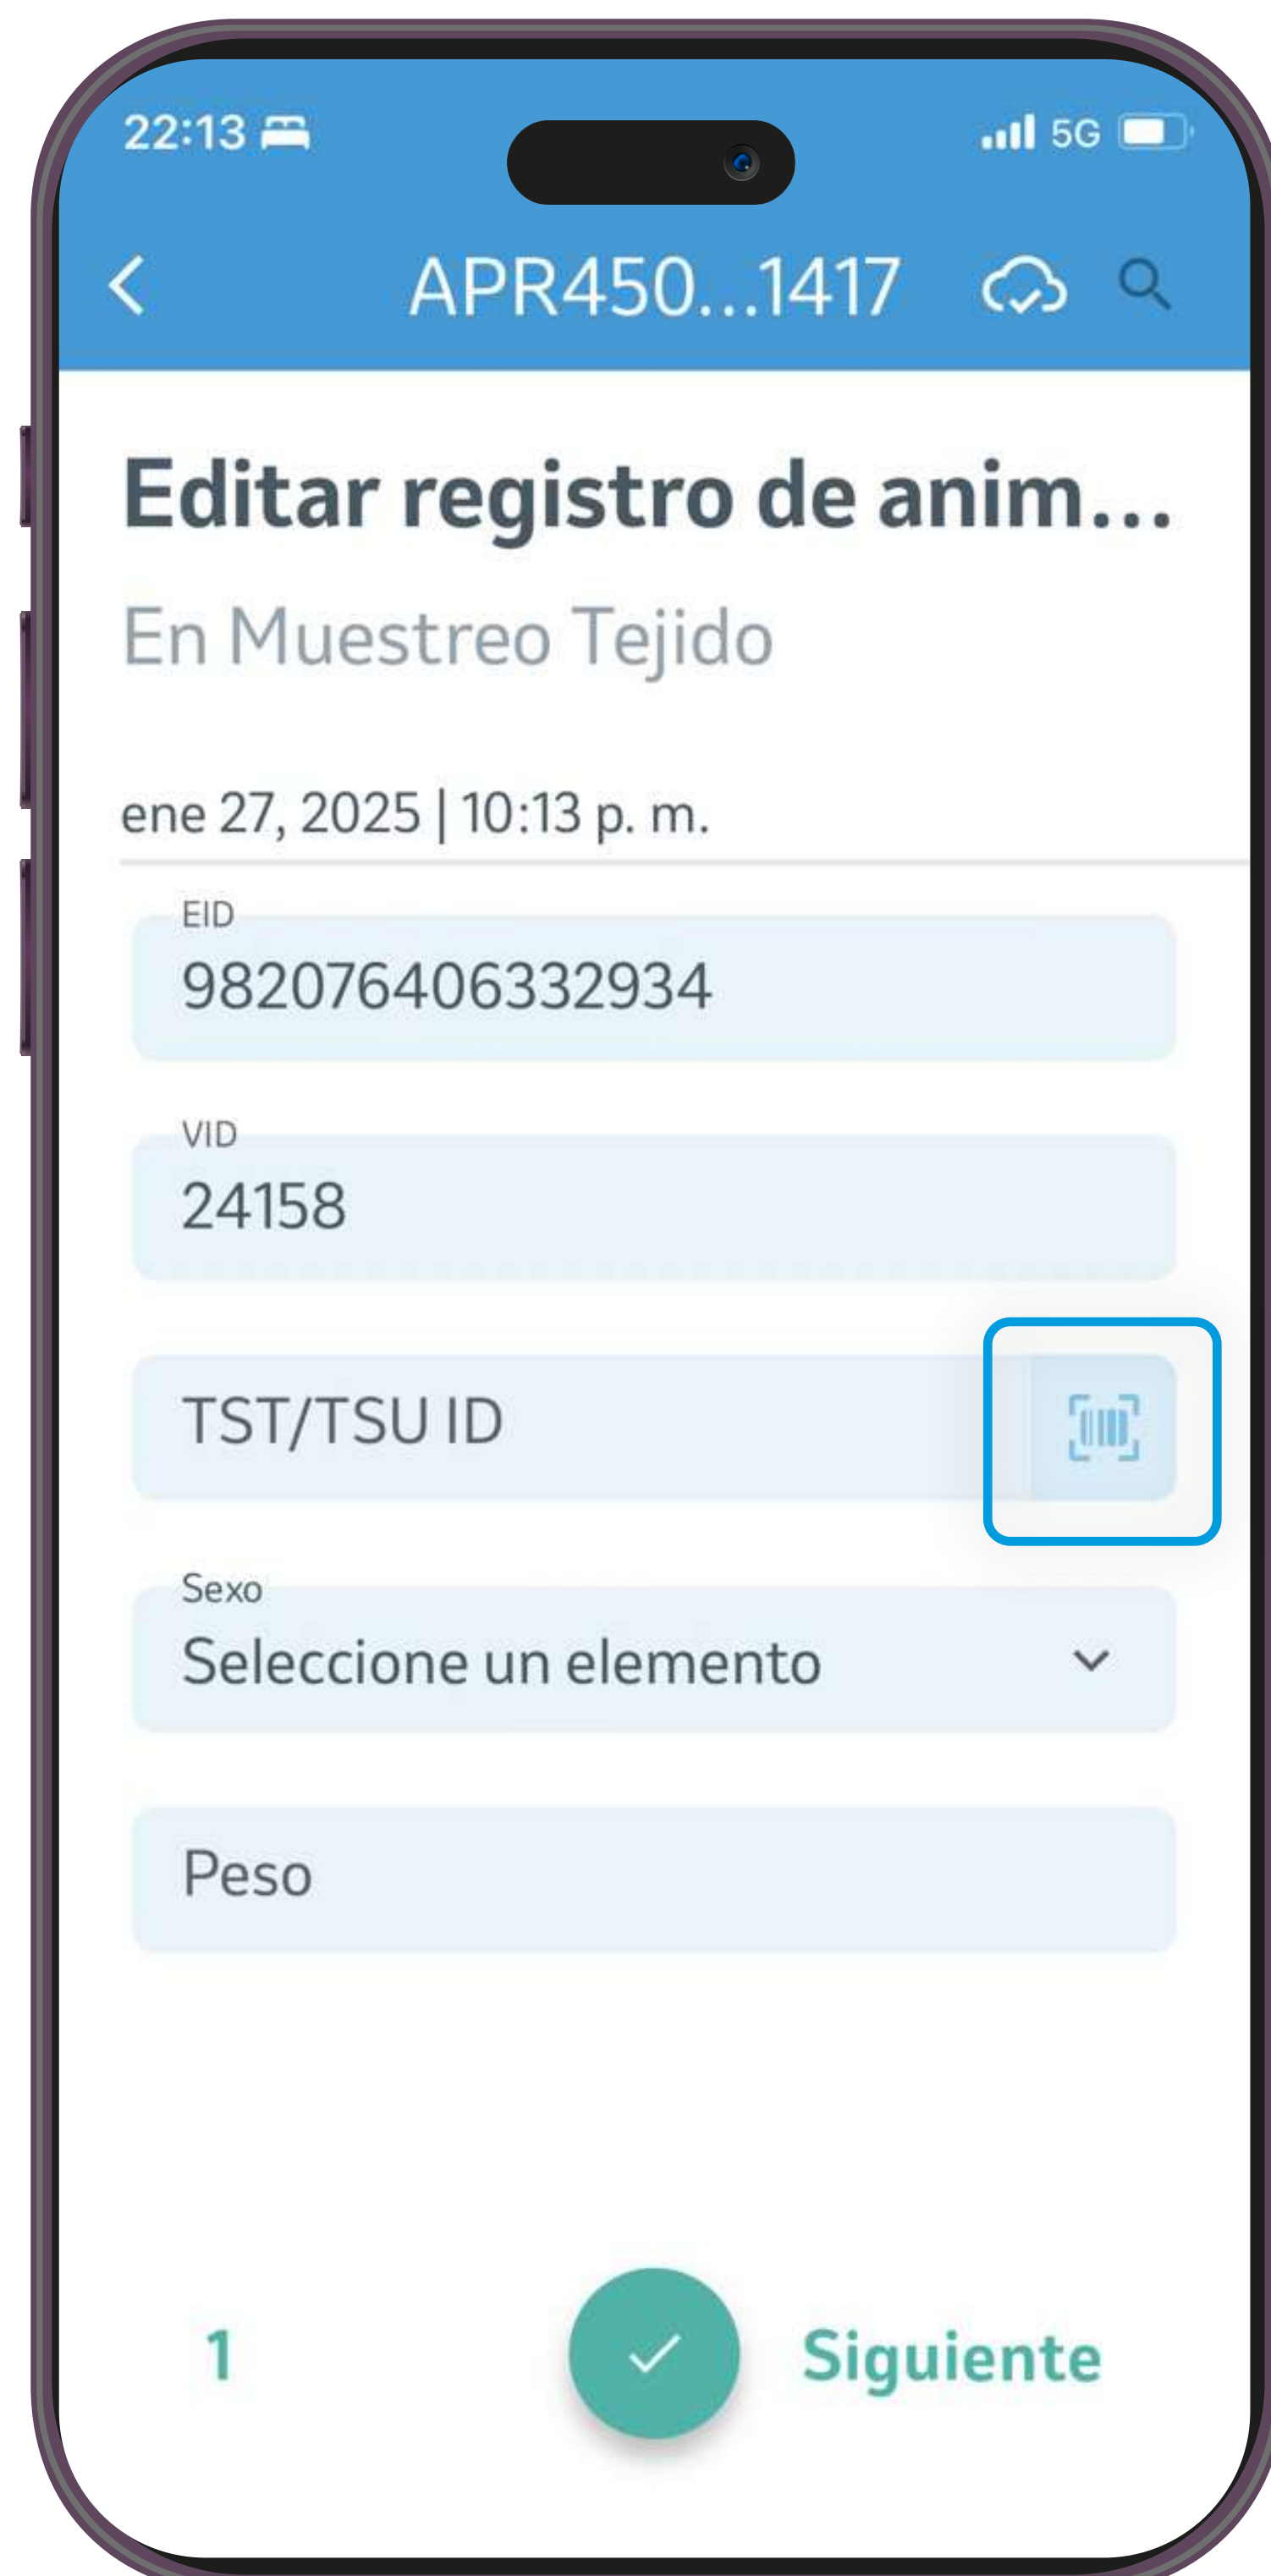 22:13 5G
APR450...1417
Editar registro de anim...
En Muestreo Tejido
ene 27, 2025 | 10:13 p. m.
EID
982076406332934
VID
24158
TST/TSU ID
Sexo
Seleccione un elemento
Peso
1 Siguiente